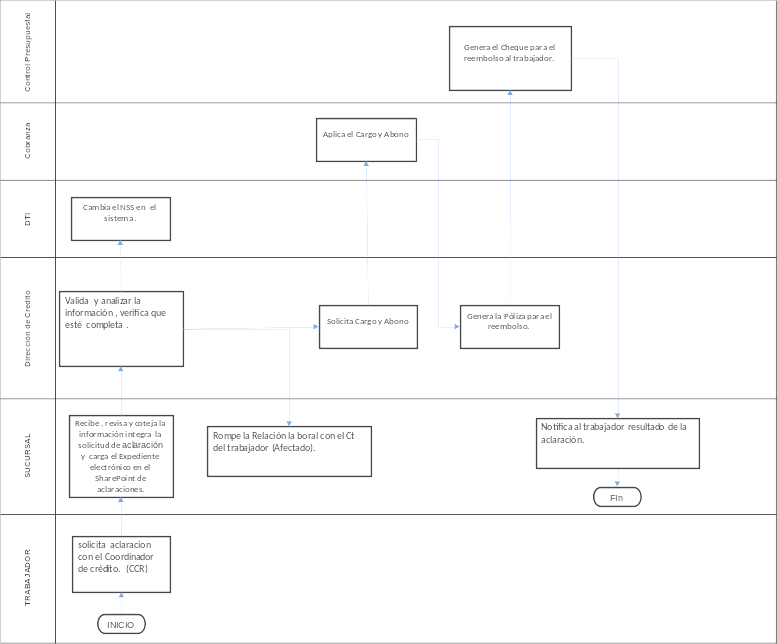 Control Presupuestal
Genera el Cheque para el
reembolso al trabajador.
Cobranza
Aplica el Cargo y Abono
DTI
Cambia el NSS en el
sistema.
Dirección de Credito
Valida y analizar la
información , verifica que
esté completa .
Solicita Cargo y Abono
Genera la Póliza para el
reembolso.
SUCURSAL
Recibe , revisa y coteja la
información integra la
solicitud de aclaración
y carga el Expediente
electrónico en el
SharePoint de
aclaraciones.
Rompe la Relación la boral con el Ct
del trabajador (Afectado).
Notifica al trabajador resultado de la
aclaración.
Fin
TRABAJADOR
solicita aclaracion
con el Coordinador
de crédito. (CCR)
INICIO